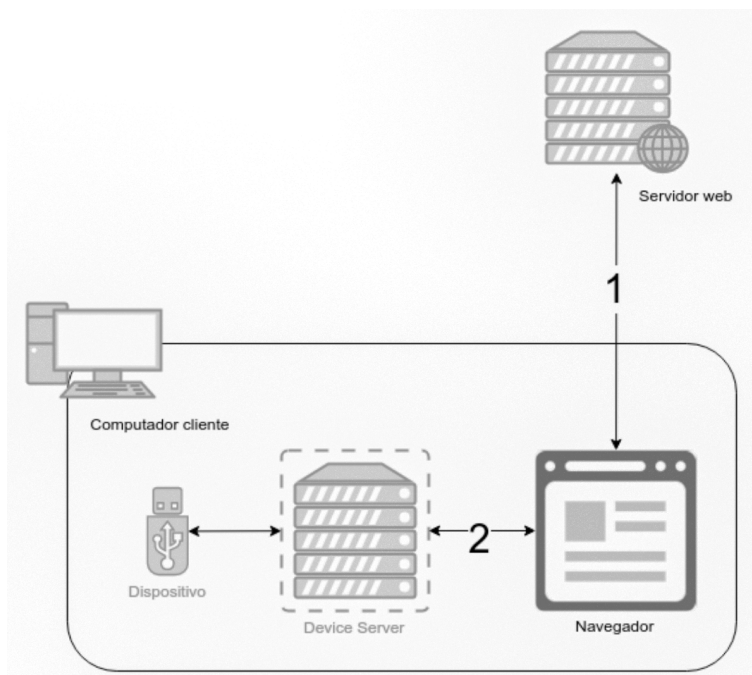 Servidor web
1
Computador cliente
2
Dispositivo
Device Server
Navegador